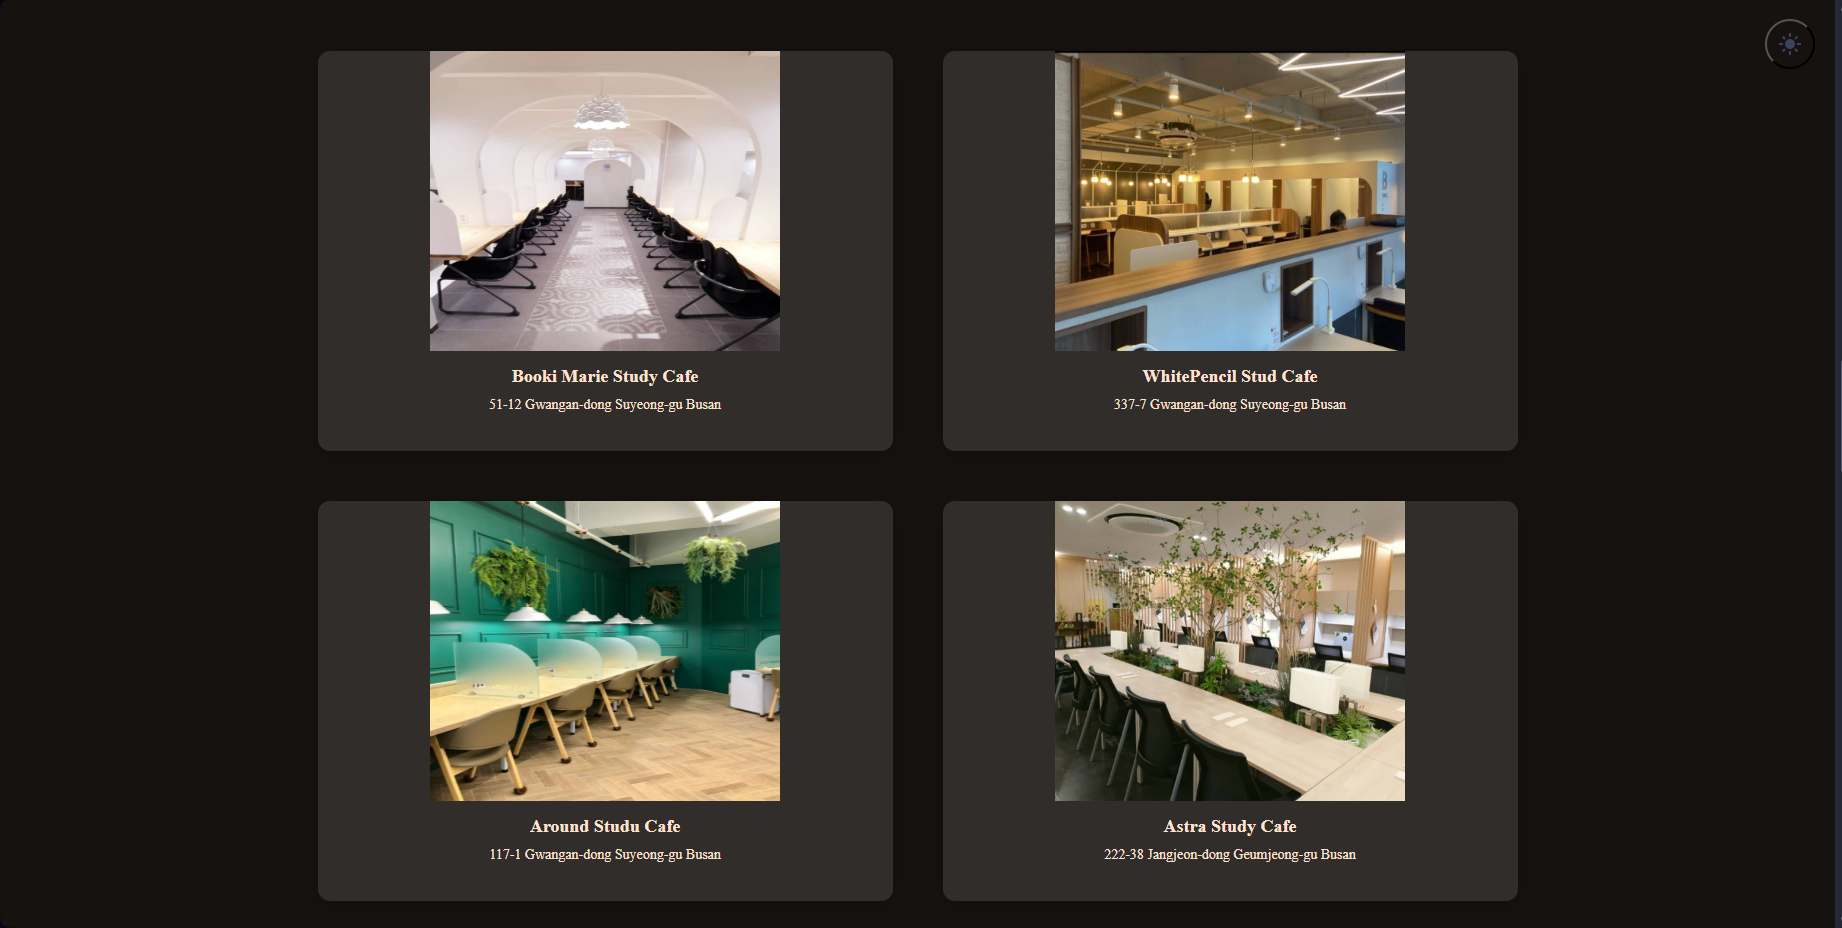 Booki Marie Study Cafe
51-12 Gwangan-dong Suyeong-gu Busan
WhitePencil Stud Cafe
337-7 Gwangan-dong Suyeong-gu Busan
Around Studu Cafe
117-1 Gwangan-dong Suyeong-gu Busan
Astra Study Cafe
222-38 Jangjeon-dong Geumjeong-gu Busan